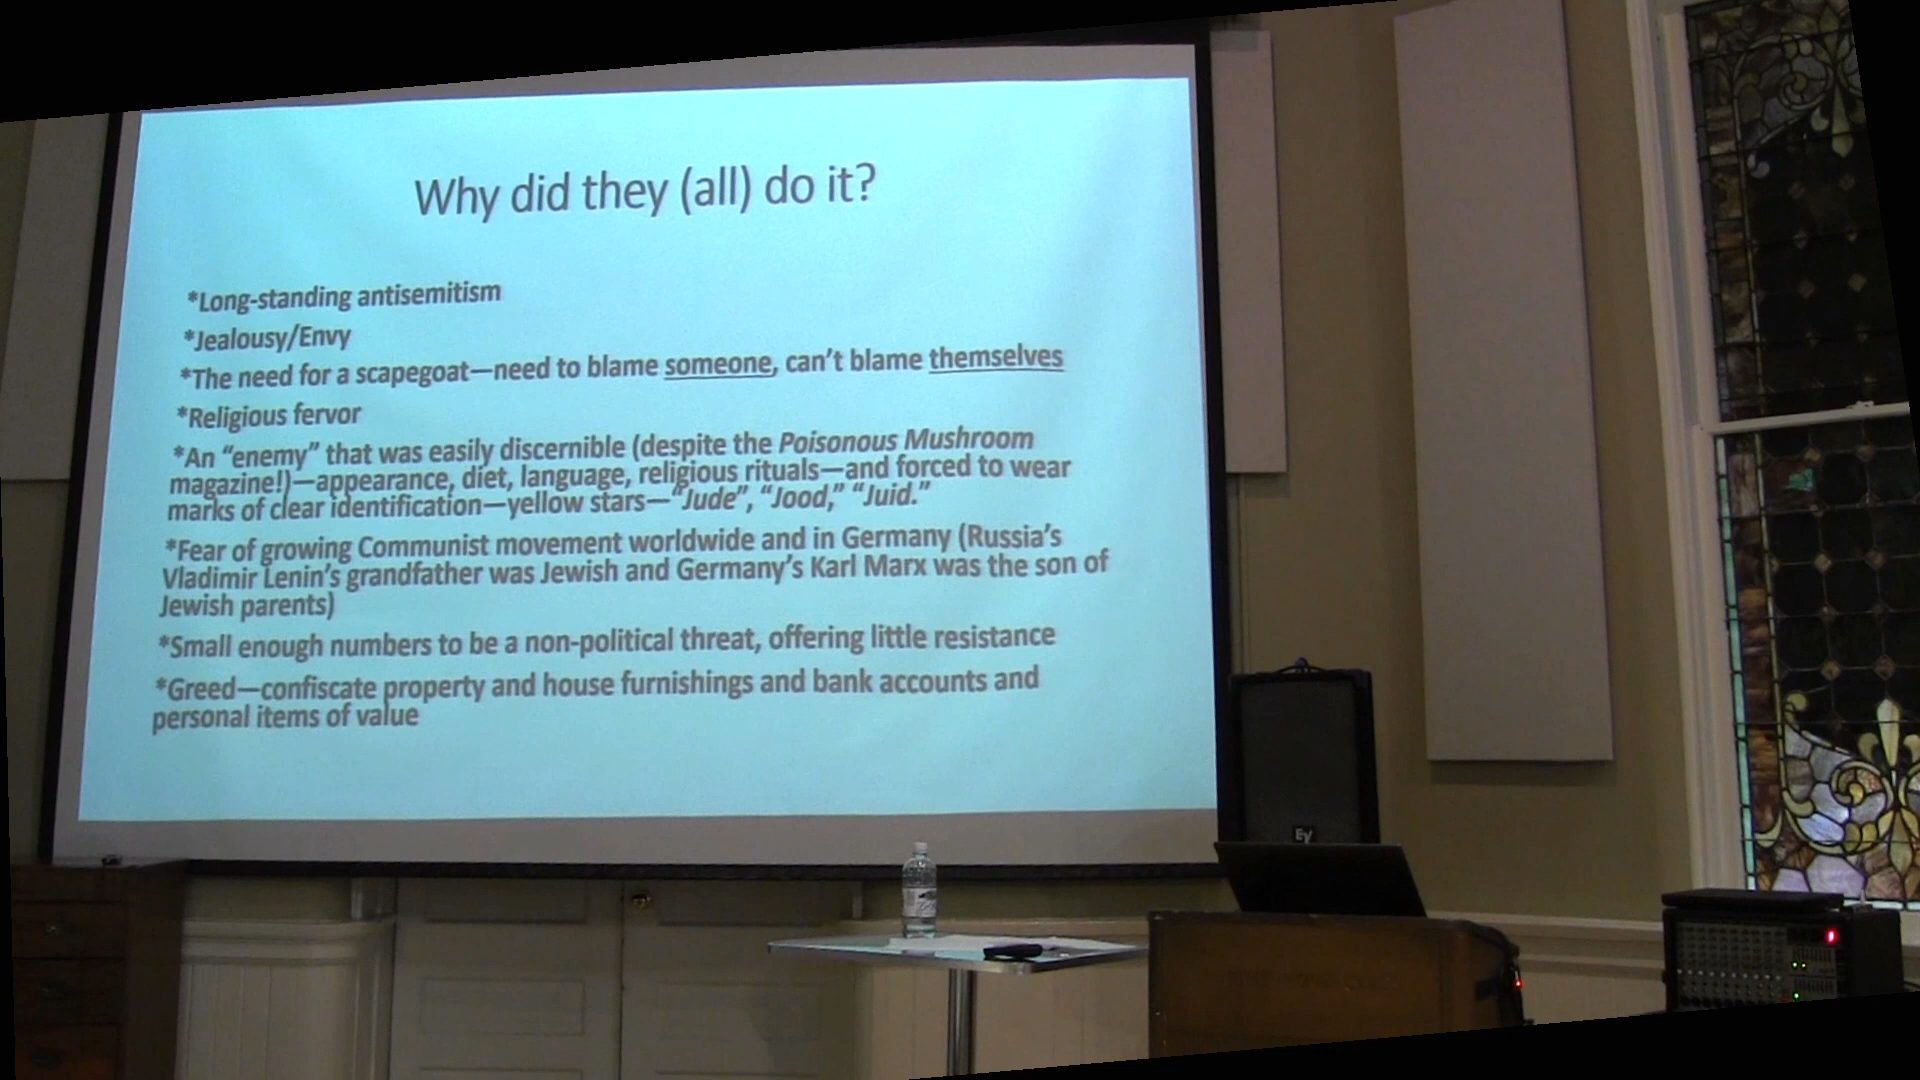 Why did they (all) do it?
*Long-standing antisemitism
*Jealousy/Envy
*The need for a scapegoat—need to blame someone, can't blame themselves
*Religious fervor
*An “enemy” that was easily discernible (despite the Poisonous Mushroom
magazine!)—appearance, diet, language, religious rituals—and forced to wear
marks of clear identification—yellow stars—“Jude”, “Jood,” “Juid.”
*Fear of growing Communist movement worldwide and in Germany (Russia's
Vladimir Lenin's grandfather was Jewish and Germany's Karl Marx was the son of
Jewish parents)
*Small enough numbers to be a non-political threat, offering little resistance
*Greed—confiscate property and house furnishings and bank accounts and
personal items of value
EV